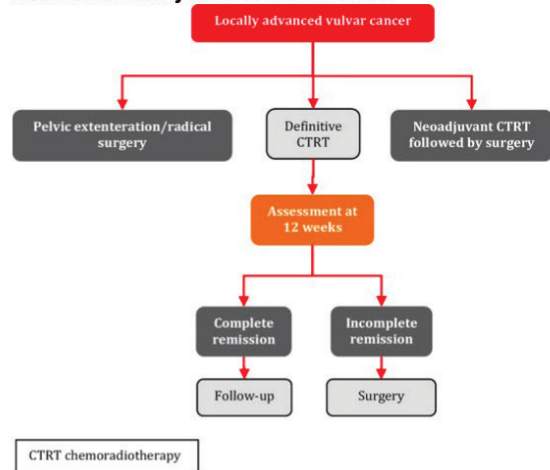 Locally advanced vulvar cancer
Pelvic extenteration/radical
surgery
Definitive
CTRT
Neoadjuvant CTRT
followed by surgery
Assessment at
12 weeks
Complete
remission
Incomplete
remission
Follow-up
Surgery
CTRT chemoradiotherapy